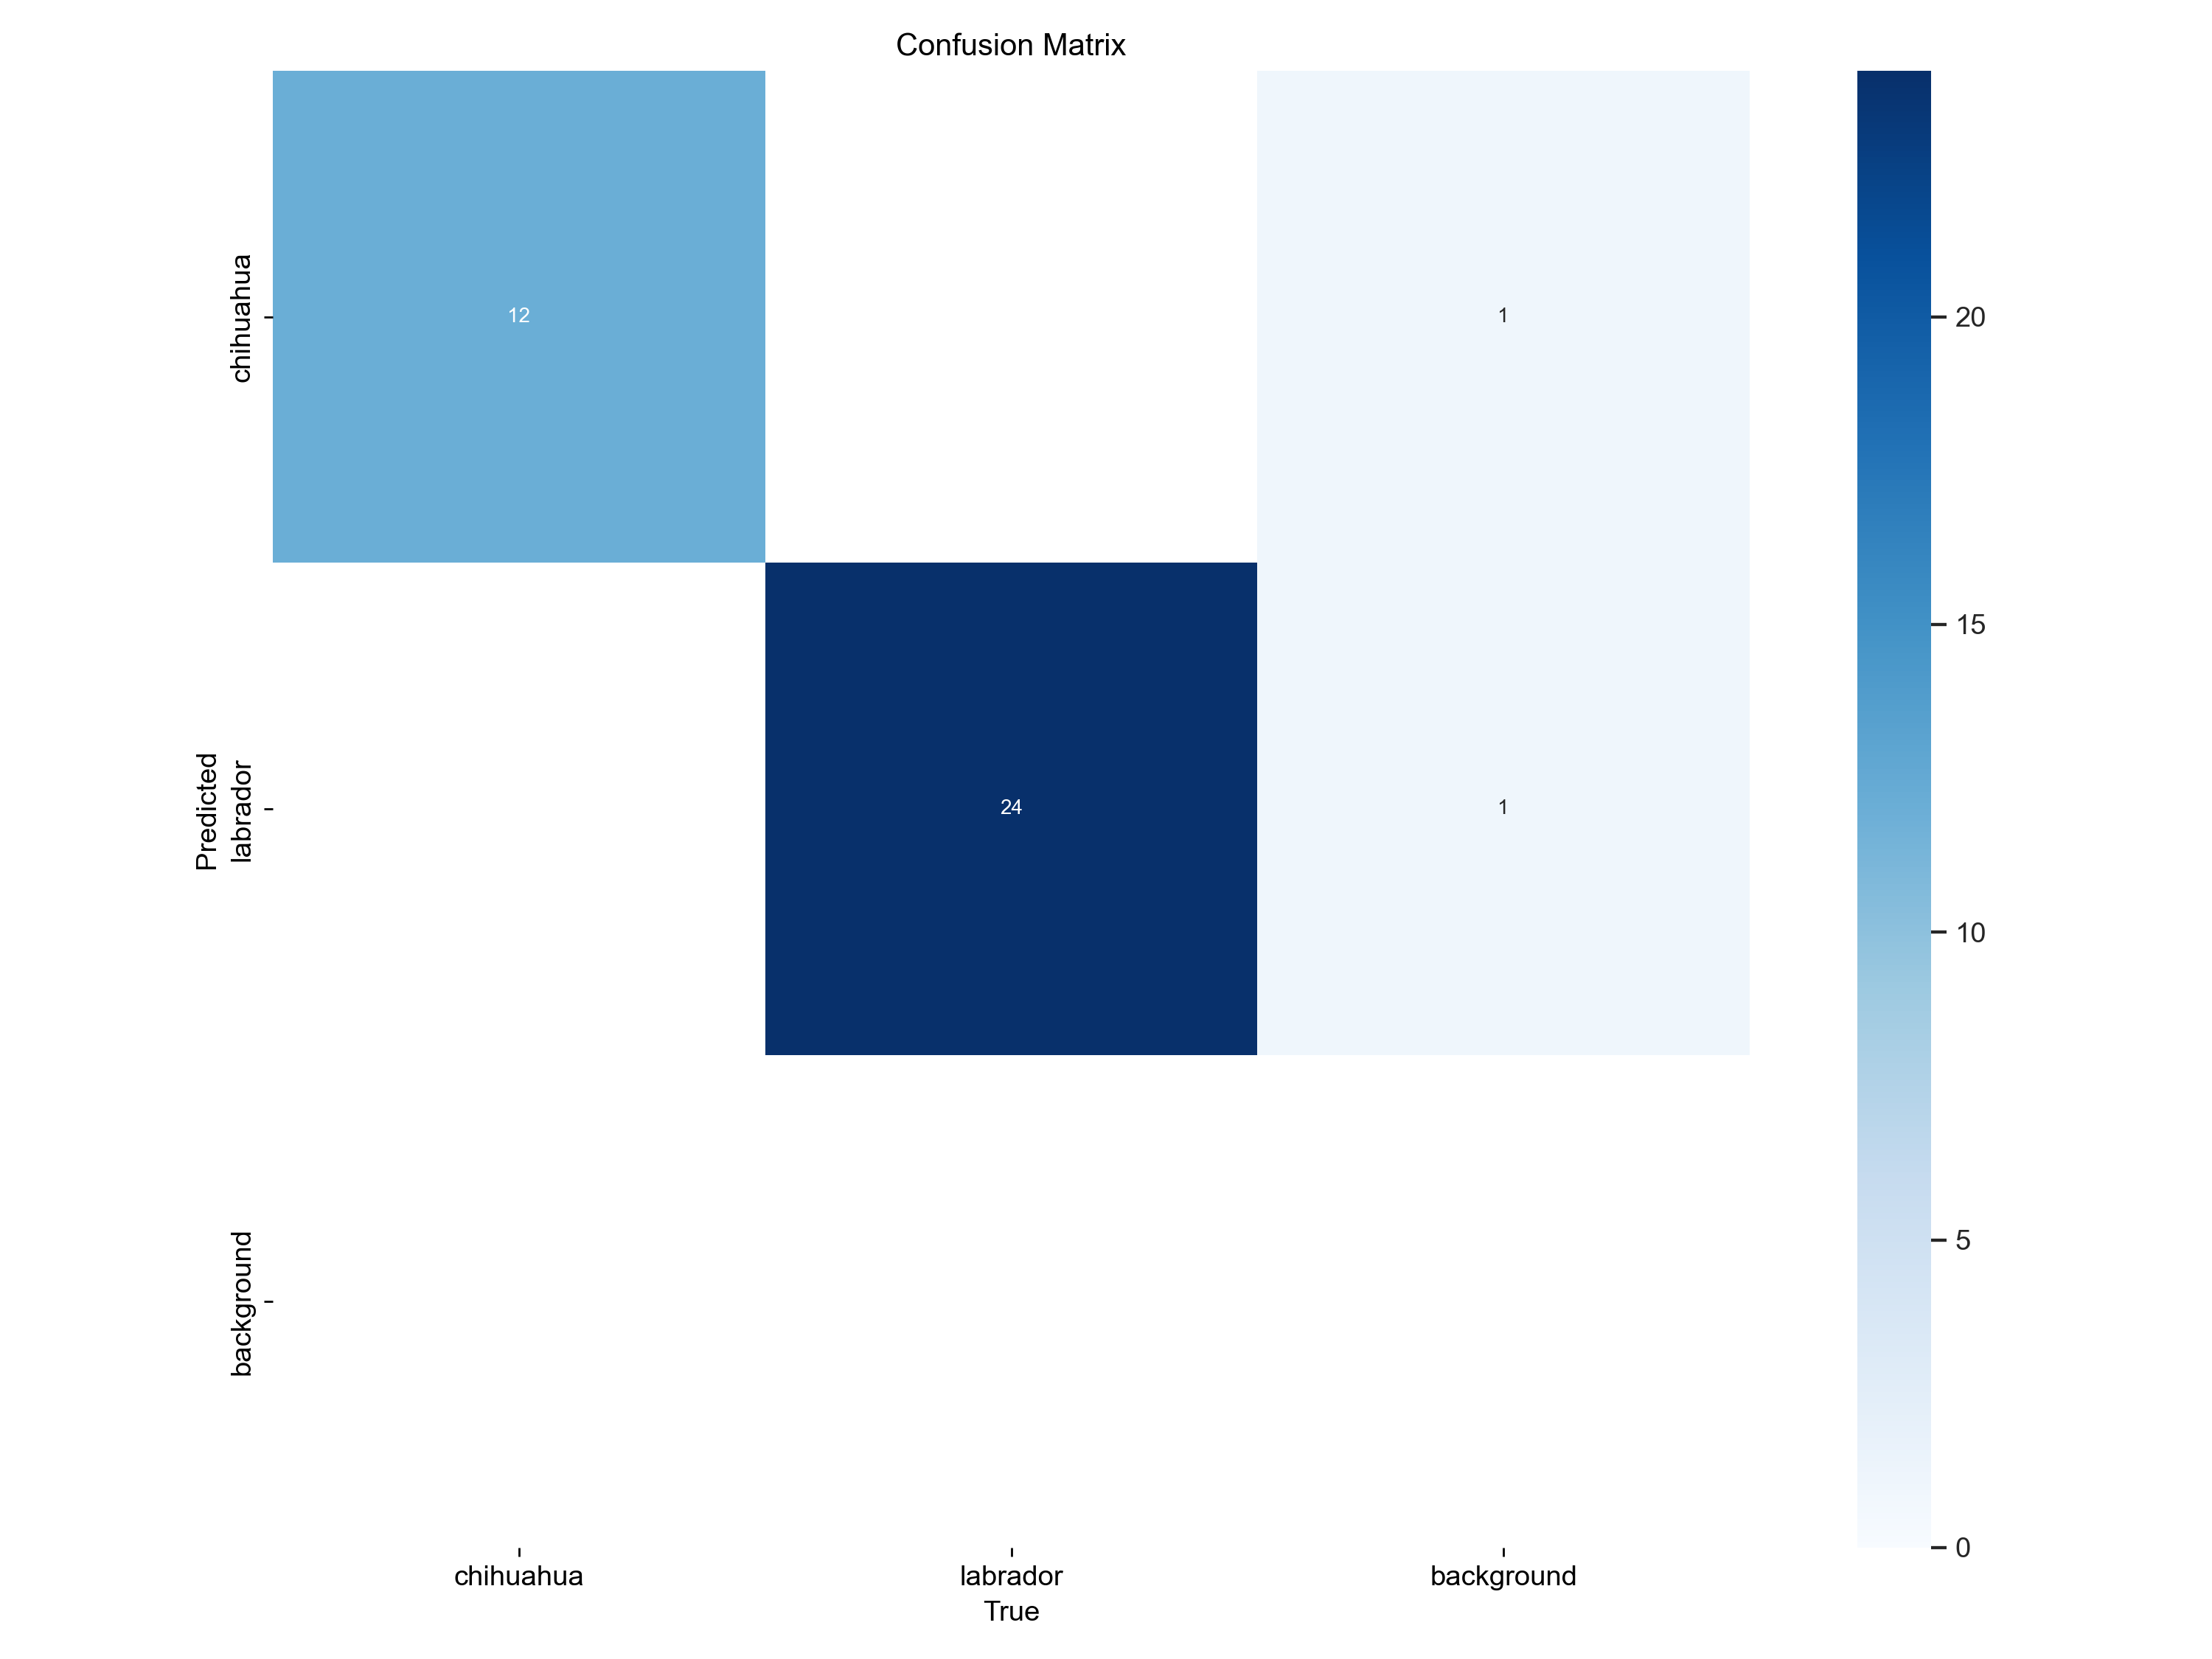 Confusion Matrix
chihuahua
12
1
20
15
Predicted
labrador
24
1
10
background
5
0
chihuahua
labrador
background
True